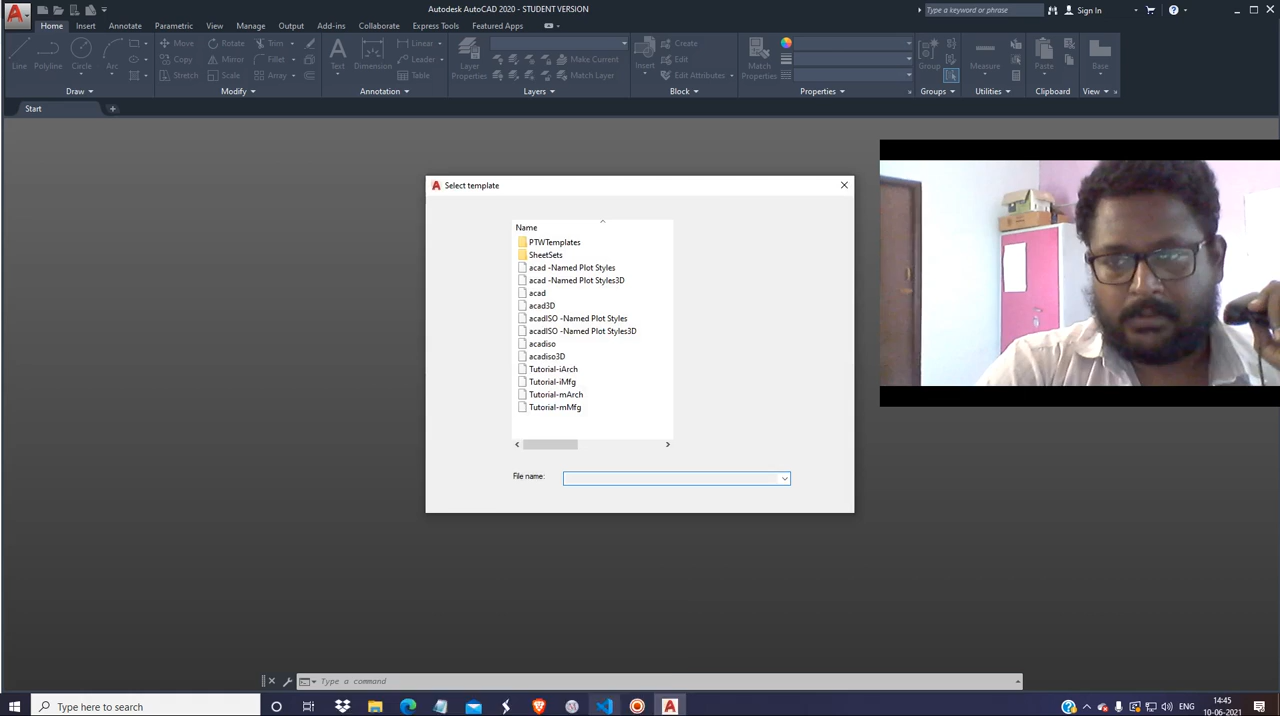 Autodesk AutoCAD 2020 - STUDENT VERSION
Type a keyword or phrase
Sign In
Home Insert Annotate Parametric View Manage Output Add-ins Collaborate Express Tools Featured Apps
Line Polyline Circle Arc
Move Rotate Trim
Copy Mirror Fillet
Stretch Scale Array
Text Dimension
Linear
Leader
Table
Layer Properties
Make Current
Match Layer
Insert
Create
Edit
Edit Attributes
Match Properties
Group
Measure
Paste
Base
Draw Modify Annotation Layers Block Properties Groups Utilities Clipboard View
Start
Select template
Name
PTWTemplates
SheetSets
acad -Named Plot Styles
acad -Named Plot Styles3D
acad
acad3D
acadISO -Named Plot Styles
acadISO -Named Plot Styles3D
acadiso
acadiso3D
Tutorial-iArch
Tutorial-iMfg
Tutorial-mArch
Tutorial-mMfg
File name:
Type a command
Type here to search
ENG
14:45
10-06-2021